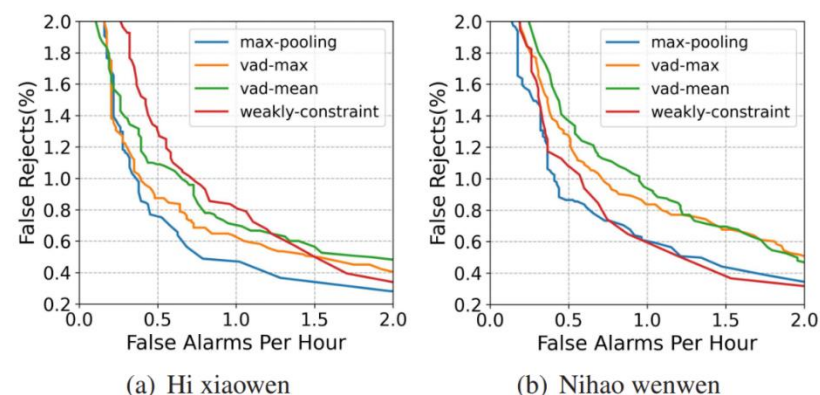 2.0
1.8
1.6
1.4
1.2
1.0
0.8
0.6
0.4
0.2
False Rejects(%)
max-pooling
vad-max
vad-mean
weakly-constraint
0.0 0.5 1.0 1.5 2.0
False Alarms Per Hour
(a) Hi xiaowen
2.0
1.8
1.6
1.4
1.2
1.0
0.8
0.6
0.4
0.2
False Rejects(%)
max-pooling
vad-max
vad-mean
weakly-constraint
0.0 0.5 1.0 1.5 2.0
False Alarms Per Hour
(b) Nihao wenwen